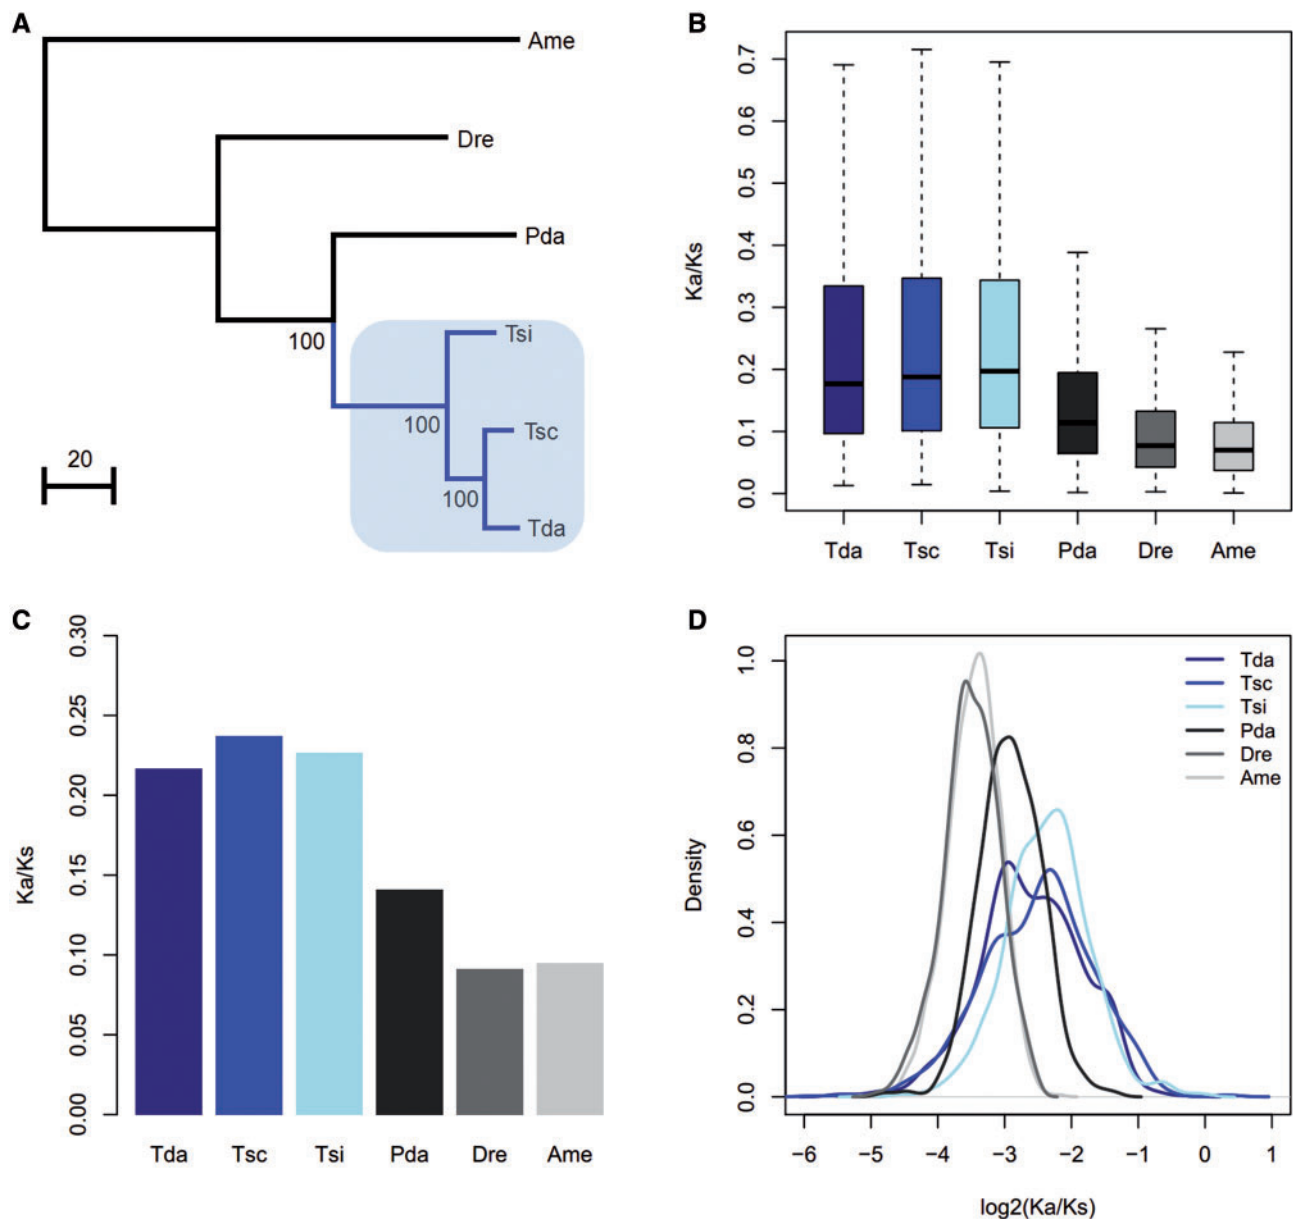 A
Ame
Dre
Pda
Tsi
100
Tsc
100
100
Tda
20
B
Ka/Ks
0.7
0.6
0.5
0.4
0.3
0.2
0.1
0.0
Tda Tsc Tsi Pda Dre Ame
C
Ka/Ks
0.30
0.25
0.20
0.15
0.10
0.05
0.00
Tda Tsc Tsi Pda Dre Ame
D
Density
1.0
0.8
0.6
0.4
0.2
0.0
Tda
Tsc
Tsi
Pda
Dre
Ame
−6 −5 −4 −3 −2 −1 0 1
log2(Ka/Ks)